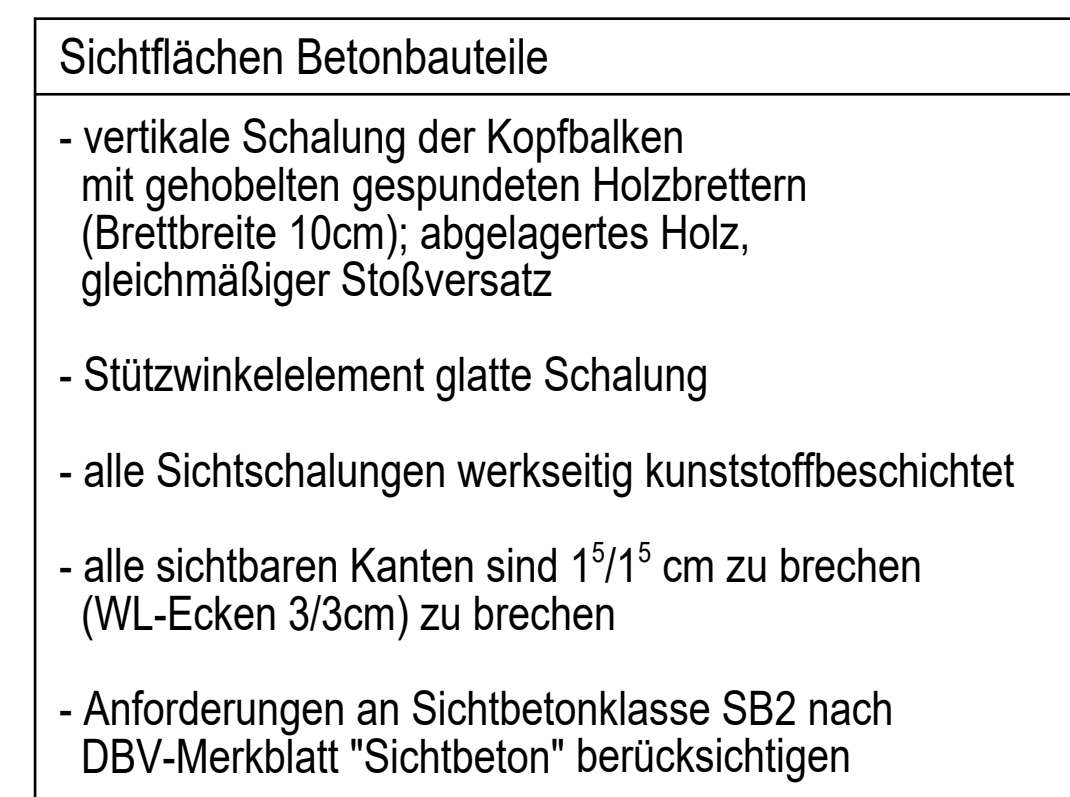 Sichtflächen Betonbauteile
- vertikale Schalung der Kopfbalken
mit gehobelten gespundeten Holzbrettern
(Brettbreite 10cm); abgelagertes Holz,
gleichmäßiger Stoßversatz
- Stützwinkelelement glatte Schalung
- alle Sichtschalungen werkseitig kunststoffbeschichtet
- alle sichtbaren Kanten sind 1⁵/1⁵ cm zu brechen
(WL-Ecken 3/3cm) zu brechen
- Anforderungen an Sichtbetonklasse SB2 nach
DBV-Merkblatt "Sichtbeton" berücksichtigen